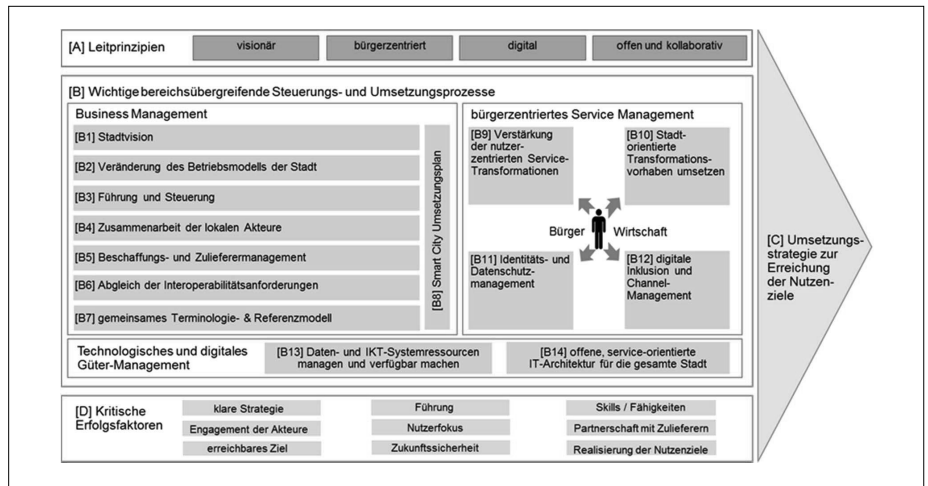 [A] Leitprinzipien
visionär
bürgerzentriert
digital
offen und kollaborativ
[B] Wichtige bereichsübergreifende Steuerungs- und Umsetzungsprozesse
Business Management
[B1] Stadtvision
[B2] Veränderung des Betriebsmodells der Stadt
[B3] Führung und Steuerung
[B4] Zusammenarbeit der lokalen Akteure
[B5] Beschaffungs- und Zulieferermanagement
[B6] Abgleich der Interoperabilitätsanforderungen
[B7] gemeinsames Terminologie- & Referenzmodell
[B8] Smart City Umsetzungsplan
bürgerzentriertes Service Management
[B9] Verstärkung
der nutzer-
zentrierten Service-
Transformationen
[B10] Stadt-
orientierte
Transformations-
vorhaben umsetzen
Bürger
Wirtschaft
[B11] Identitäts- und
Datenschutz-
management
[B12] digitale
Inklusion und
Channel-
Management
Technologisches und digitales
Güter-Management
[B13] Daten- und IKT-Systemressourcen
managen und verfügbar machen
[B14] offene, service-orientierte
IT-Architektur für die gesamte Stadt
[C] Umsetzungs-
strategie zur
Erreichung
der Nutzen-
ziele
[D] Kritische
Erfolgsfaktoren
klare Strategie
Führung
Skills / Fähigkeiten
Engagement der Akteure
Nutzerfokus
Partnerschaft mit Zulieferern
erreichbares Ziel
Zukunftssicherheit
Realisierung der Nutzenziele